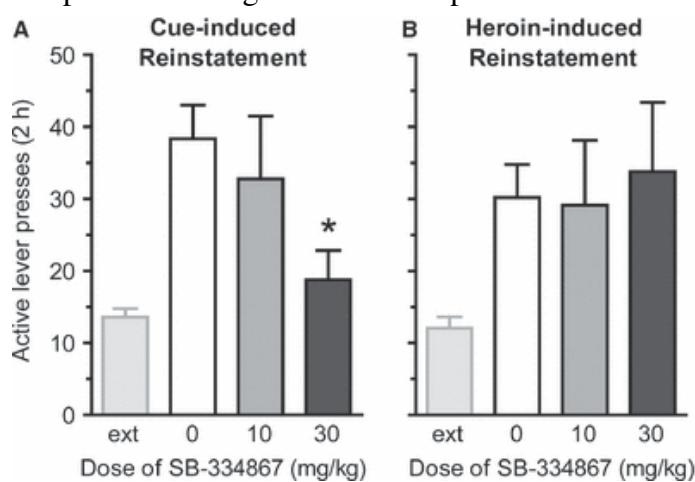 A Cue-induced Reinstatement
B Heroin-induced Reinstatement
Active lever presses (2 h)
50
40
30
20
10
0
*
ext 0 10 30
ext 0 10 30
Dose of SB-334867 (mg/kg)
Dose of SB-334867 (mg/kg)